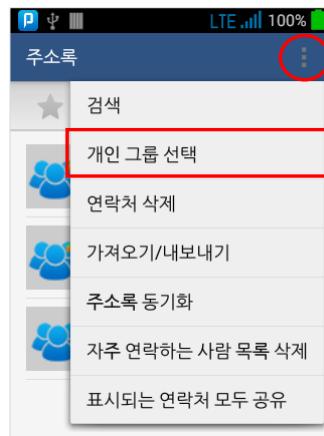 LTE 100%
주소록
검색
개인 그룹 선택
연락처 삭제
가져오기/내보내기
주소록 동기화
자주 연락하는 사람 목록 삭제
표시되는 연락처 모두 공유